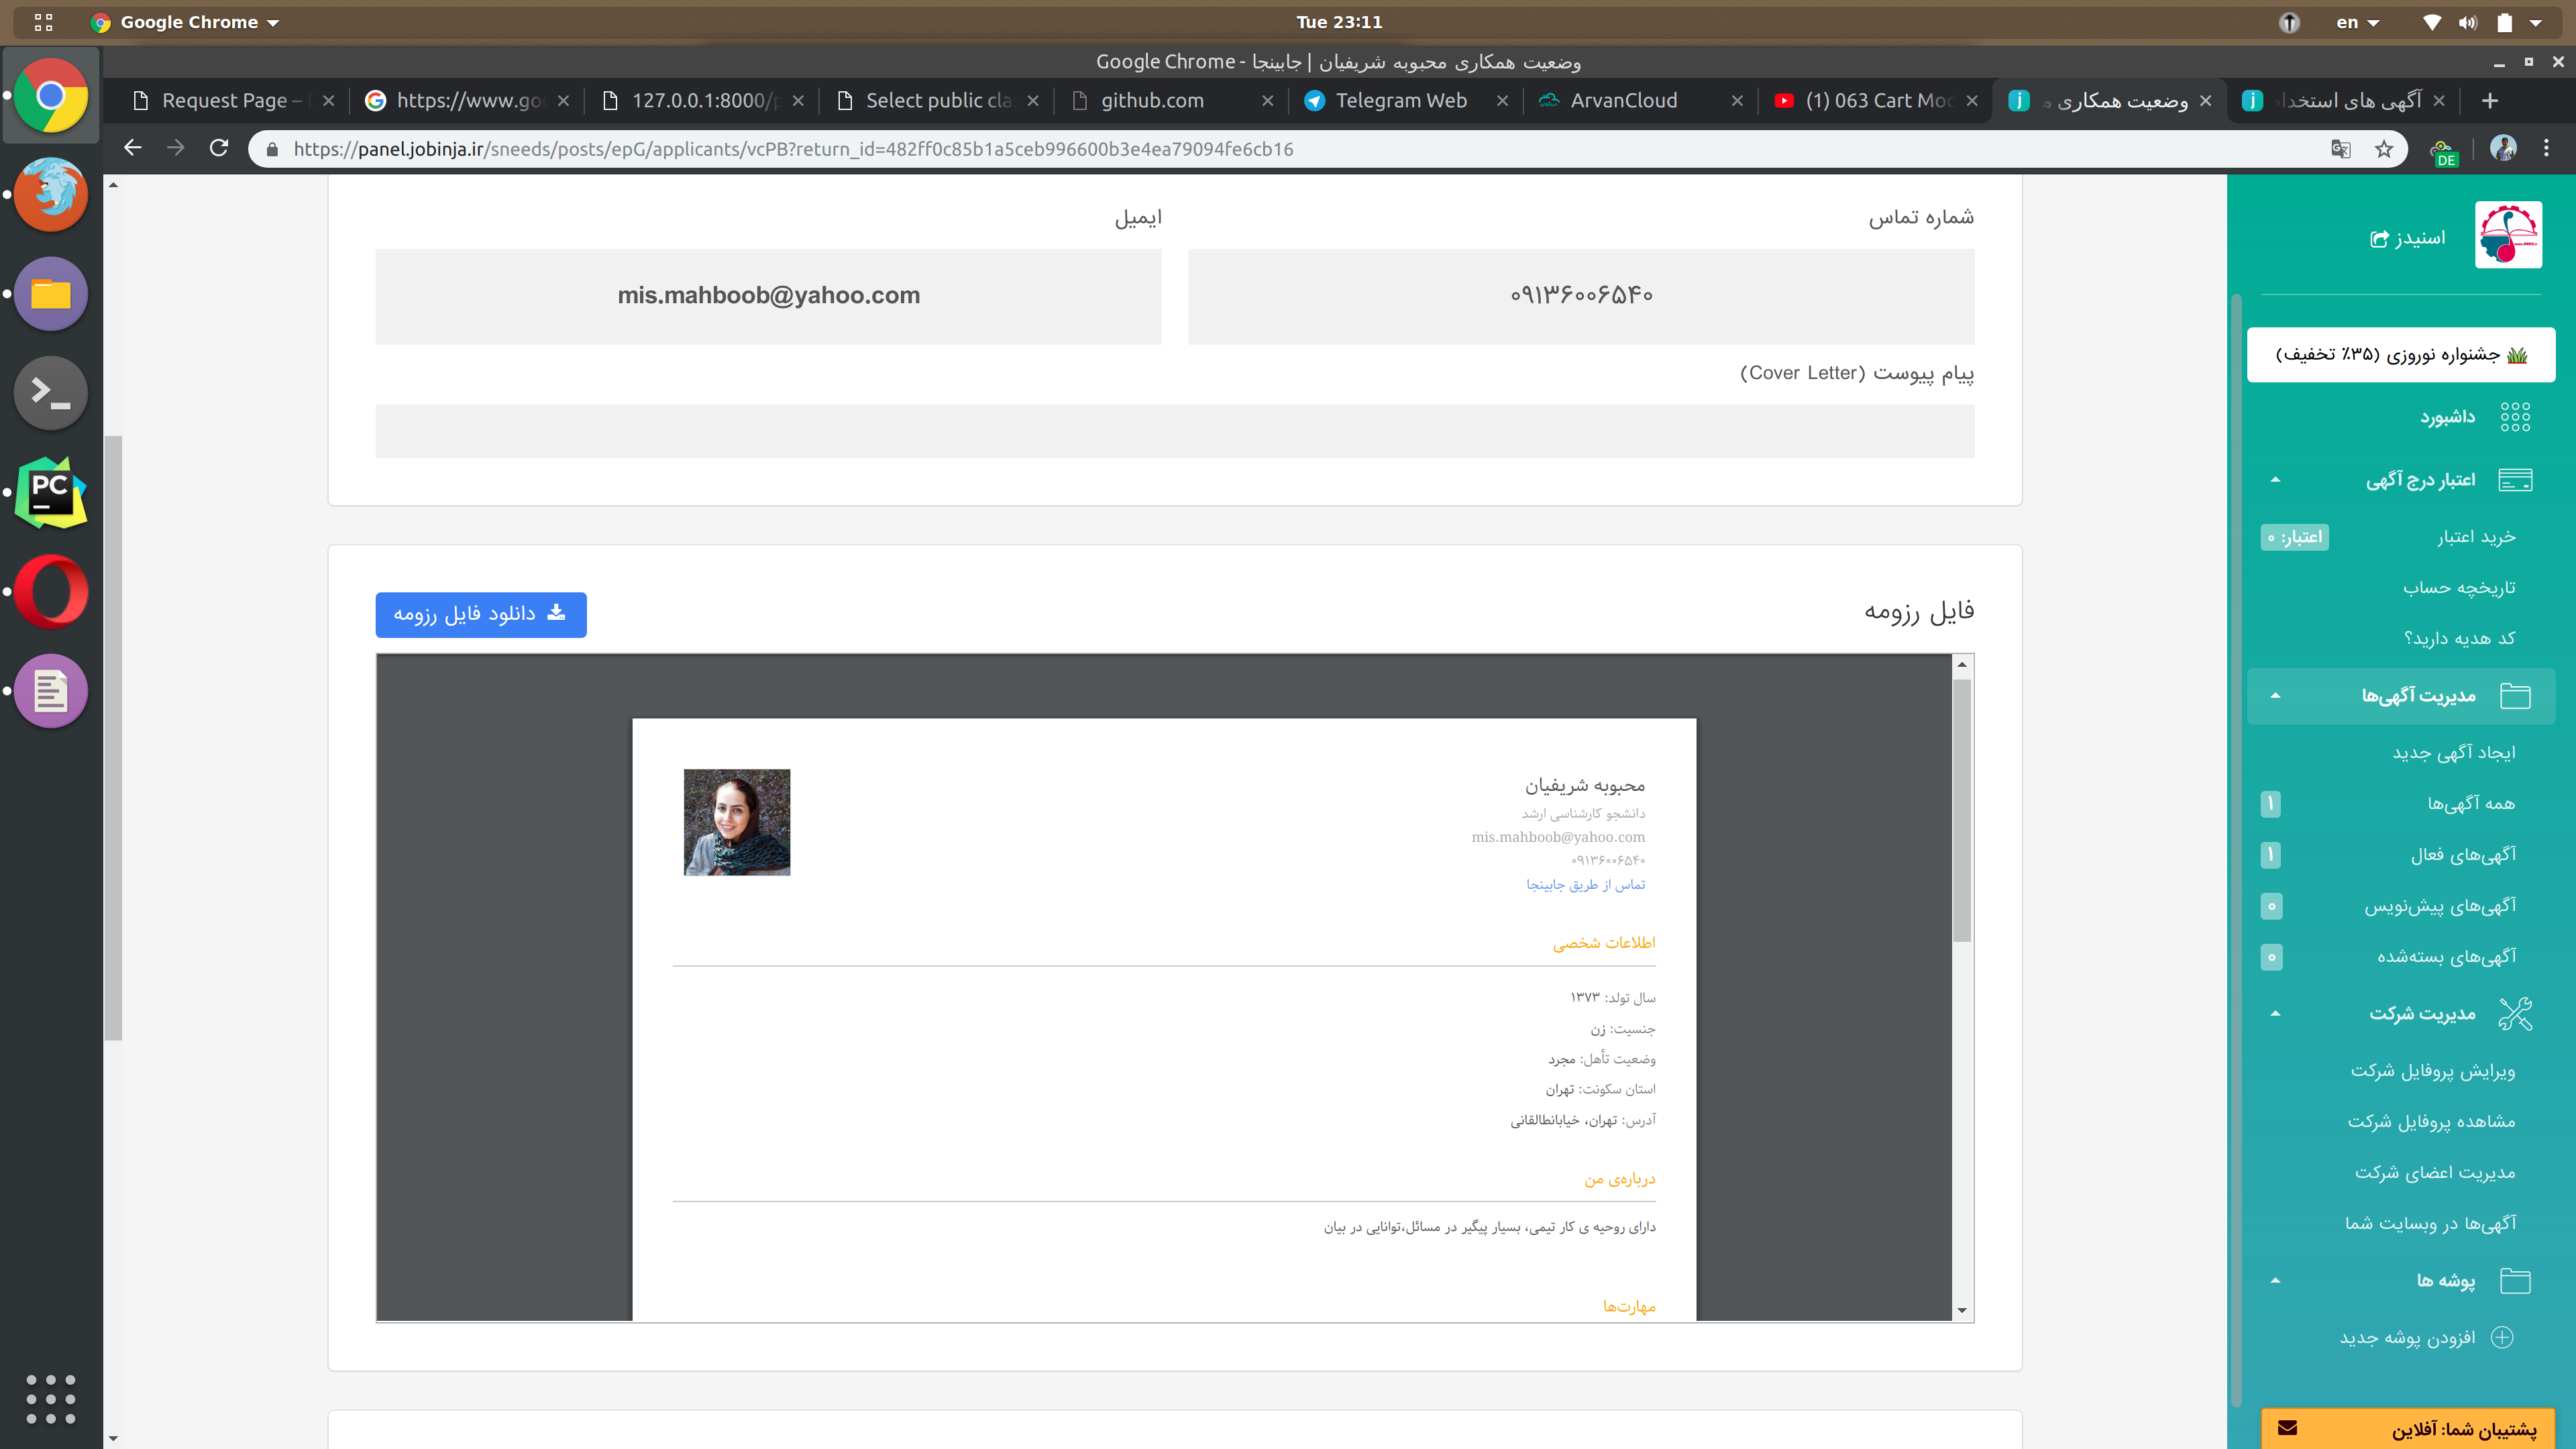 Google Chrome
Tue 23:11
en
وضعیت همکاری محبوبه شریفیان | جابینجا - Google Chrome
Request Page –
https://www.go
127.0.0.1:8000/p
Select public cla
github.com
Telegram Web
ArvanCloud
(1) 063 Cart Moc
وضعیت همکاری م
آگهی های استخدا
https://panel.jobinja.ir/sneeds/posts/epG/applicants/vcPB?return_id=482ff0c85b1a5ceb996600b3e4ea79094fe6cb16
DE
شماره تماس
ایمیل
۰۹۱۳۶۰۰۶۵۴۰
mis.mahboob@yahoo.com
پیام پیوست (Cover Letter)
فایل رزومه
دانلود فایل رزومه
محبوبه شریفیان
دانشجو کارشناسی ارشد
mis.mahboob@yahoo.com
۰۹۱۳۶۰۰۶۵۴۰
تماس از طریق جابینجا
اطلاعات شخصی
سال تولد: ۱۳۷۳
جنسیت: زن
وضعیت تأهل: مجرد
استان سکونت: تهران
آدرس: تهران، خیابانطالقانی
درباره‌ی من
دارای روحیه ی کار تیمی، بسیار پیگیر در مسائل،توانایی در بیان
مهارت‌ها
اسنیدز
جشنواره نوروزی (۳۵٪ تخفیف)
داشبورد
اعتبار درج آگهی
خرید اعتبار
اعتبار: ۰
تاریخچه حساب
کد هدیه دارید؟
مدیریت آگهی‌ها
ایجاد آگهی جدید
همه آگهی‌ها ۱
آگهی‌های فعال ۱
آگهی‌های پیش‌نویس ۰
آگهی‌های بسته‌شده ۰
مدیریت شرکت
ویرایش پروفایل شرکت
مشاهده پروفایل شرکت
مدیریت اعضای شرکت
آگهی‌ها در وبسایت شما
پوشه ها
افزودن پوشه جدید
پشتیبان شما: آفلاین
PC